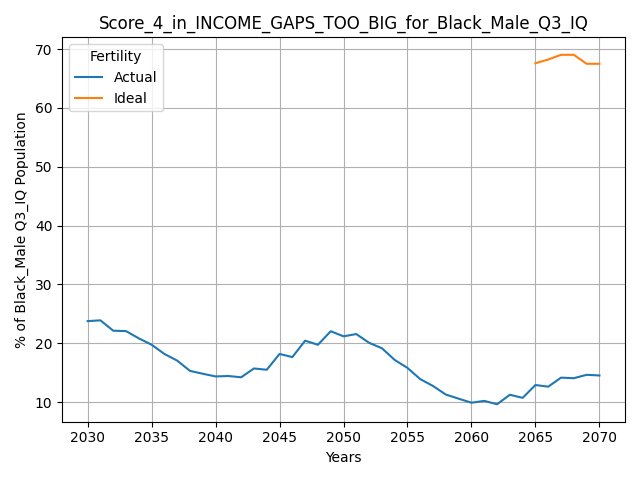 Score_4_in_INCOME_GAPS_TOO_BIG_for_Black_Male_Q3_IQ
Fertility
Actual
Ideal
% of Black_Male Q3_IQ Population
70
60
50
40
30
20
10
2030 2035 2040 2045 2050 2055 2060 2065 2070
Years